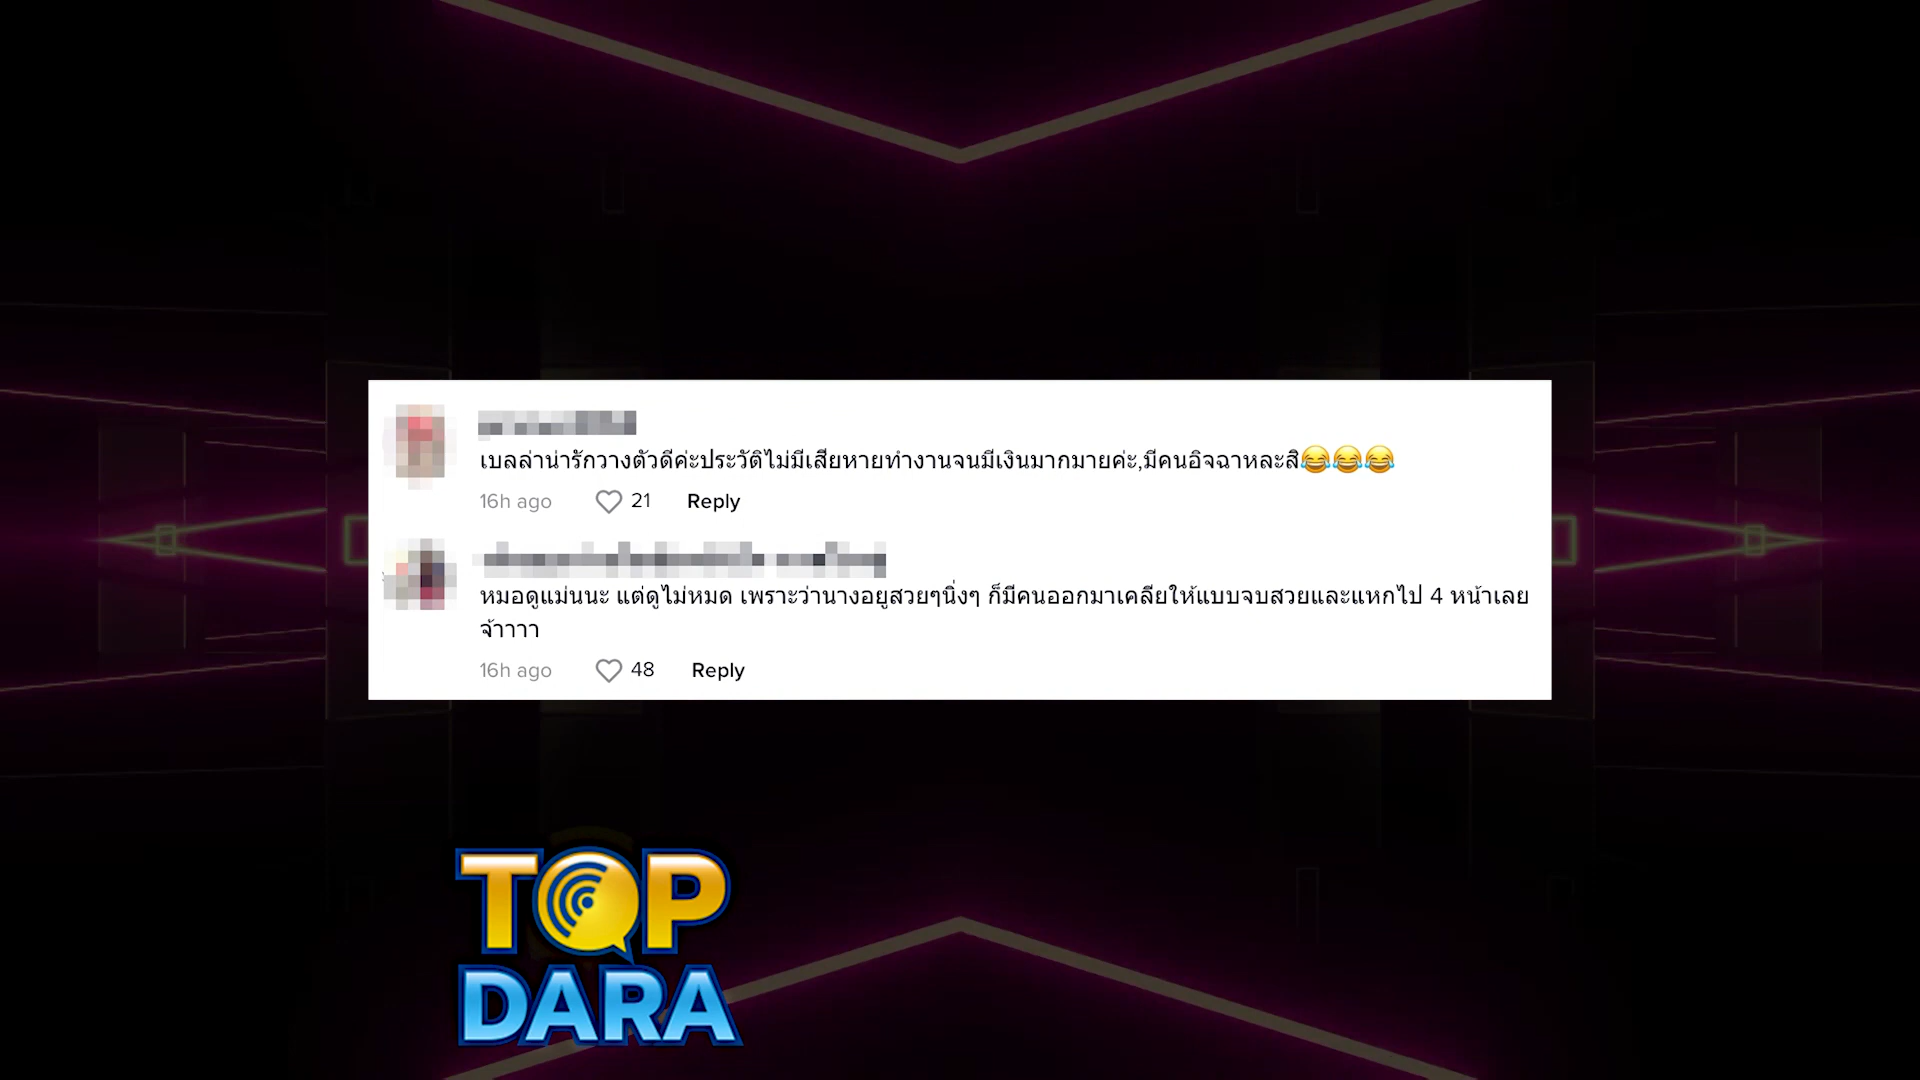 เบลล่าน่ารักวางตัวดีค่ะประวัติไม่มีเสียหายทำงานจนมีเงินมากมายค่ะ,มีคนอิจฉาหละสิ😂😂😂
16h ago 21 Reply
หมอดูแม่นนะ แต่ดูไม่หมด เพราะว่านางอยู่สวยๆนิ่งๆ ก็มีคนออกมาเคลียให้แบบจบสวยและแหกไป 4 หน้าเลย
จ้าาาา
16h ago 48 Reply
TOP
DARA